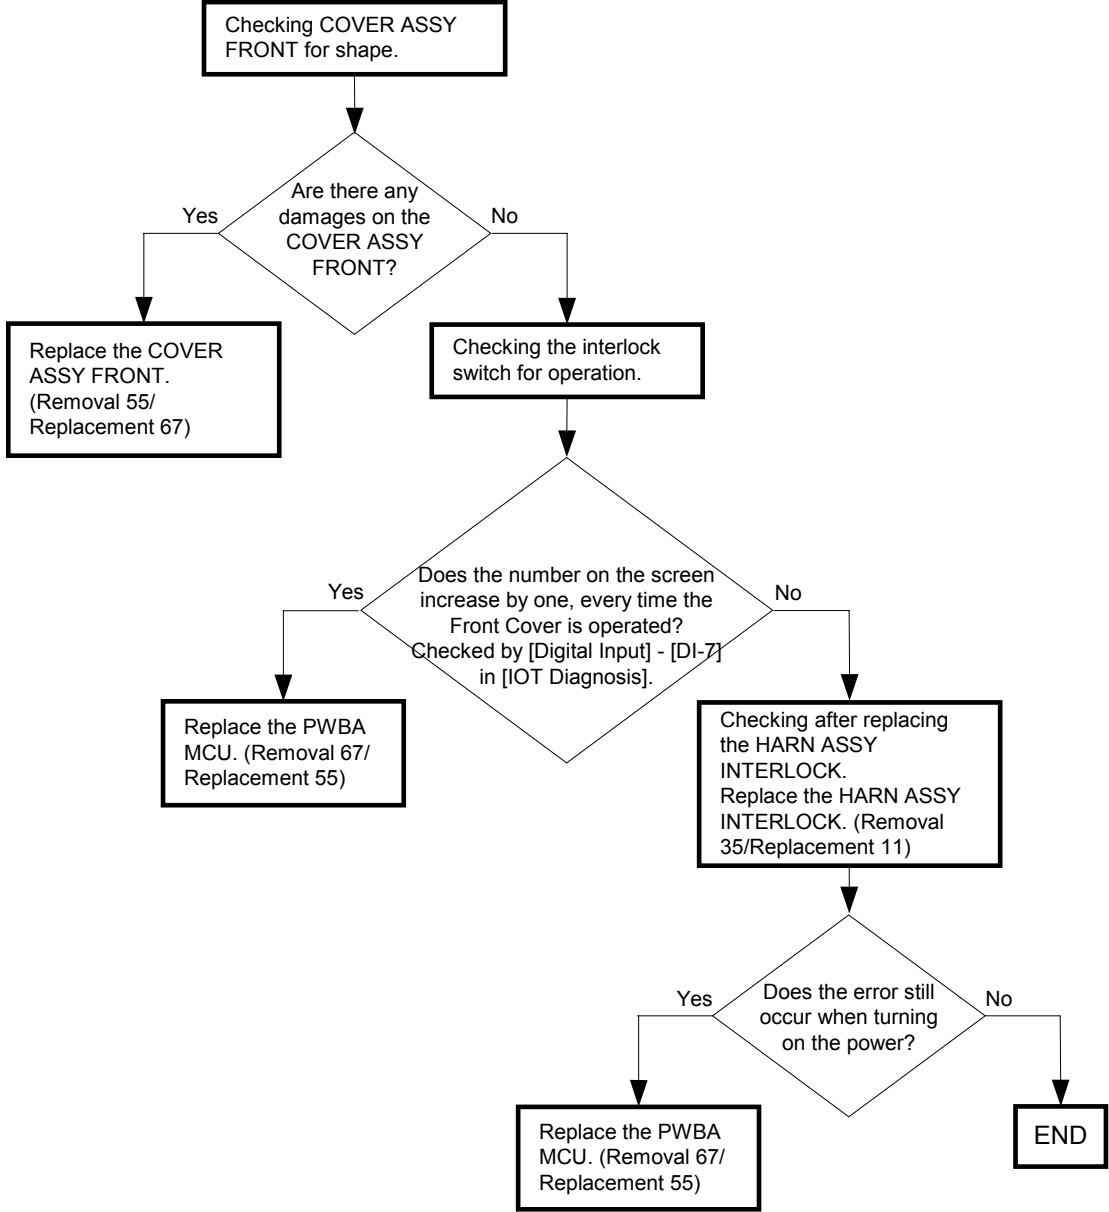 Checking COVER ASSY
FRONT for shape.
Are there any
damages on the
COVER ASSY
FRONT?
Yes
No
Replace the COVER
ASSY FRONT.
(Removal 55/
Replacement 67)
Checking the interlock
switch for operation.
Does the number on the screen
increase by one, every time the
Front Cover is operated?
Checked by [Digital Input] - [DI-7]
in [IOT Diagnosis].
Yes
No
Replace the PWBA
MCU. (Removal 67/
Replacement 55)
Checking after replacing
the HARN ASSY
INTERLOCK.
Replace the HARN ASSY
INTERLOCK. (Removal
35/Replacement 11)
Does the error still
occur when turning
on the power?
Yes
No
Replace the PWBA
MCU. (Removal 67/
Replacement 55)
END